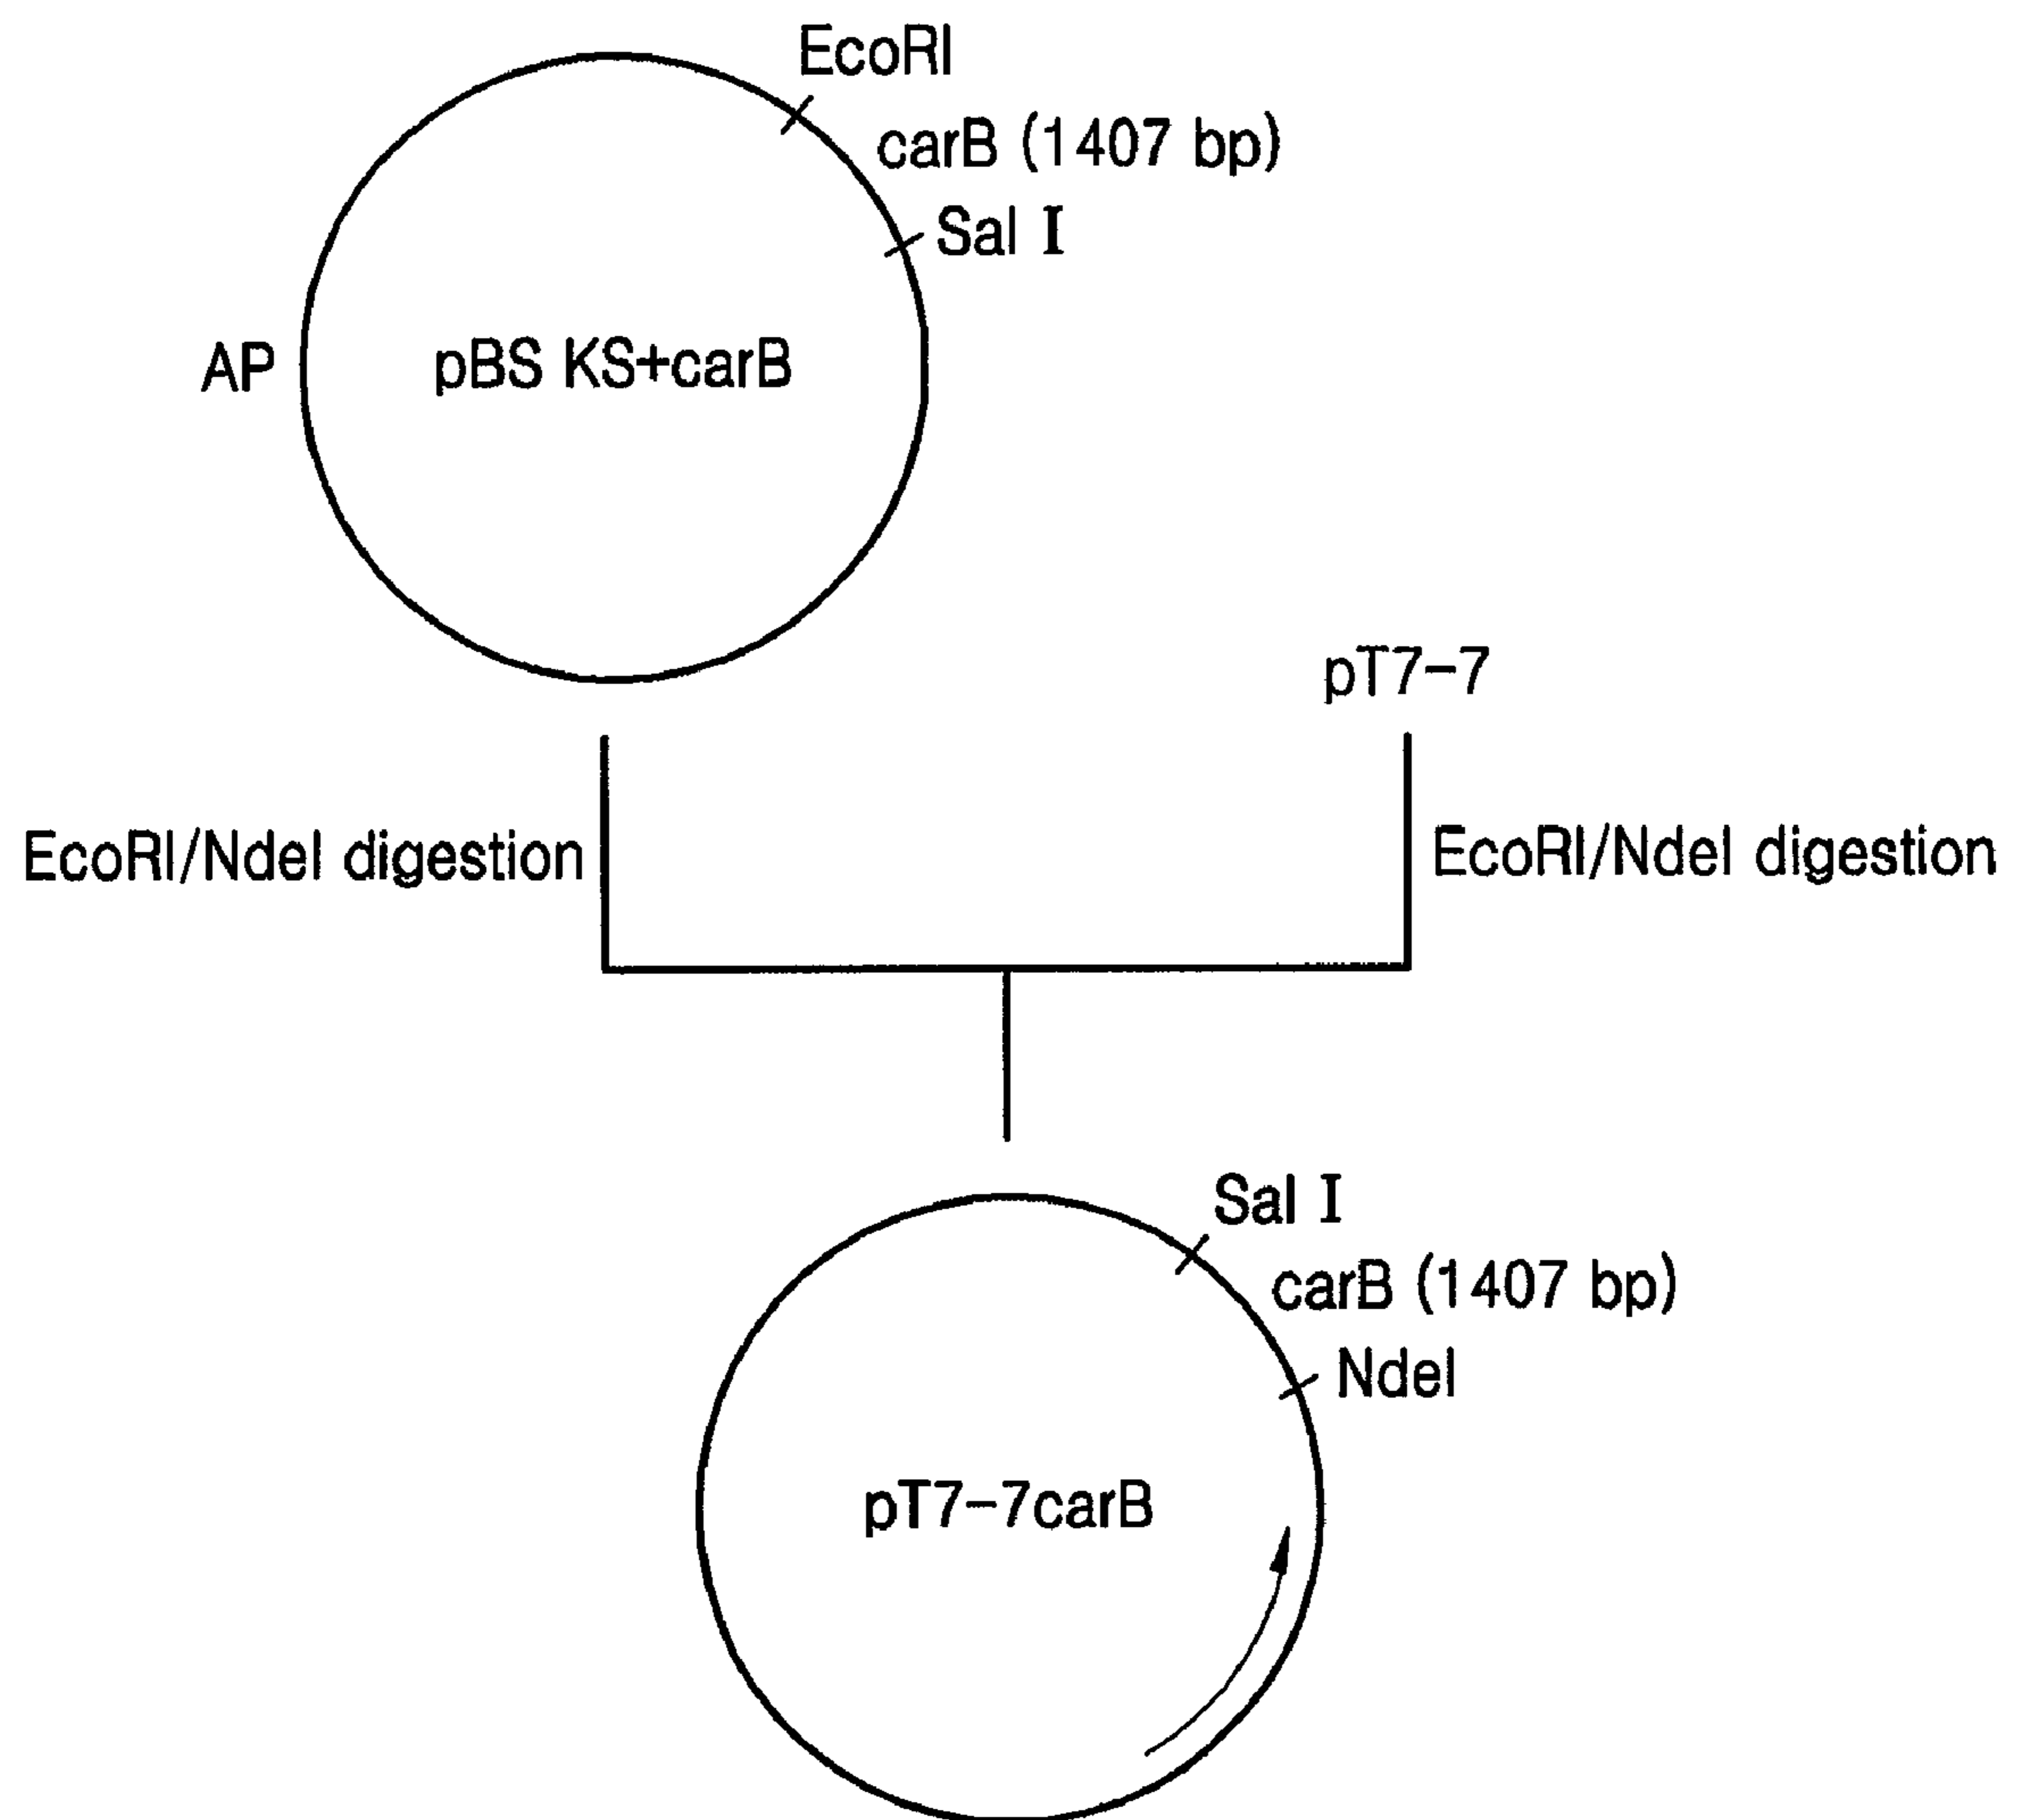 EcoRI
carB (1407 bp)
Sal I
AP
pBS KS+carB
pT7-7
EcoRI/NdeI digestion
EcoRI/NdeI digestion
Sal I
carB (1407 bp)
NdeI
pT7-7carB